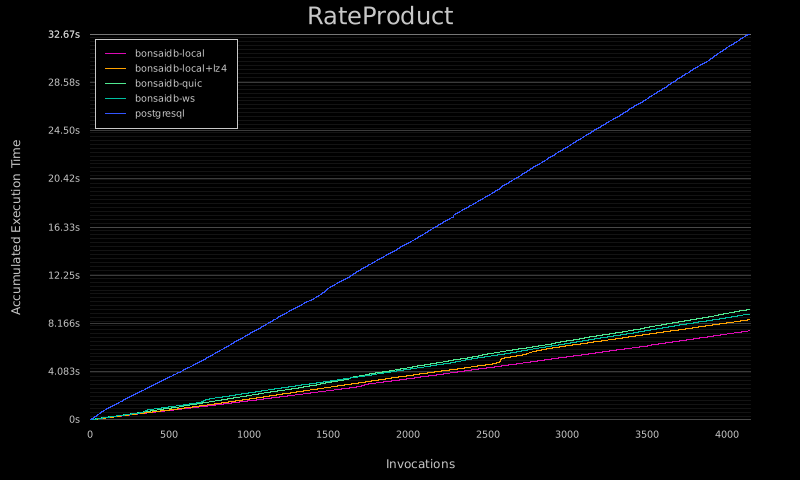 RateProduct
32.67s
28.58s
24.50s
20.42s
16.33s
12.25s
8.166s
4.083s
0s
bonsaidb-local
bonsaidb-local+lz4
bonsaidb-quic
bonsaidb-ws
postgresql
Accumulated Execution Time
0 500 1000 1500 2000 2500 3000 3500 4000
Invocations